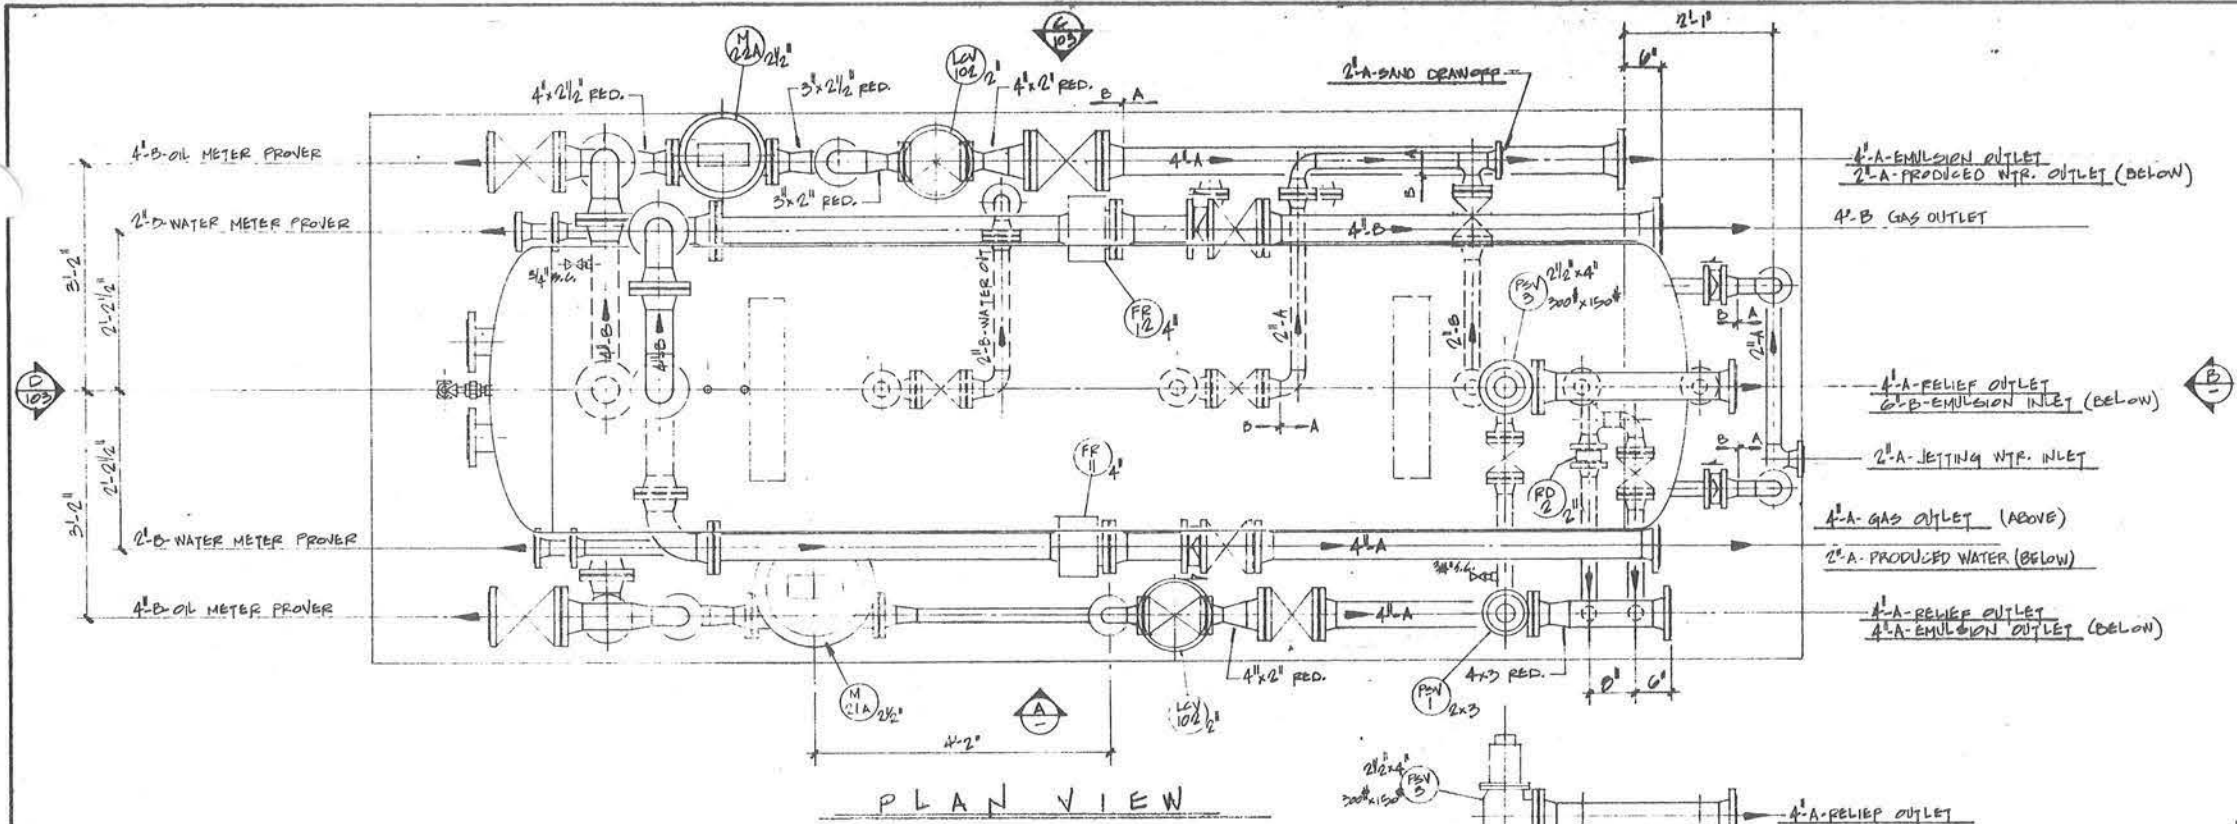 C
103
2'-1"
6"
M
22A
2½"
LCV
102
2"
4"x2½" RED.
3"x2½" RED.
4"x2" RED.
B A
2"-A-SAND DRAWOFF
4"-B-OIL METER PROVER
4"-A
4"-A-EMULSION OUTLET
2"-A-PRODUCED WTR. OUTLET (BELOW)
3"x2" RED.
A
B
2"-B-WATER METER PROVER
4"-B
4"-B GAS OUTLET
3'-2"
2'-2½"
3/4" S.C.
4"-B
4"-B
2"-B-WATER OUT
FR
12
4"
2"-A
2"-B
PSV
3
2½"x4"
300#x150#
B A
2"-A
D
103
4"-A-RELIEF OUTLET
6"-B-EMULSION INLET (BELOW)
B
B A
3'-2"
2'-2½"
FR
11
4"
RD
2
2"
B A
2"-A-JETTING WTR. INLET
2"-B-WATER METER PROVER
4"-A
4"-A-GAS OUTLET (ABOVE)
2"-A-PRODUCED WATER (BELOW)
3/4" S.C.
4"-B-OIL METER PROVER
4"-A
4"-A-RELIEF OUTLET
4"-A-EMULSION OUTLET (BELOW)
4"x2" RED.
4x3 RED.
8"
6"
M
21A
2½"
A
LCV
102
2"
PSV
1
2x3
4'-2"
PLAN VIEW
2½"x4"
300#x150#
PSV
3
4"-A-RELIEF OUTLET